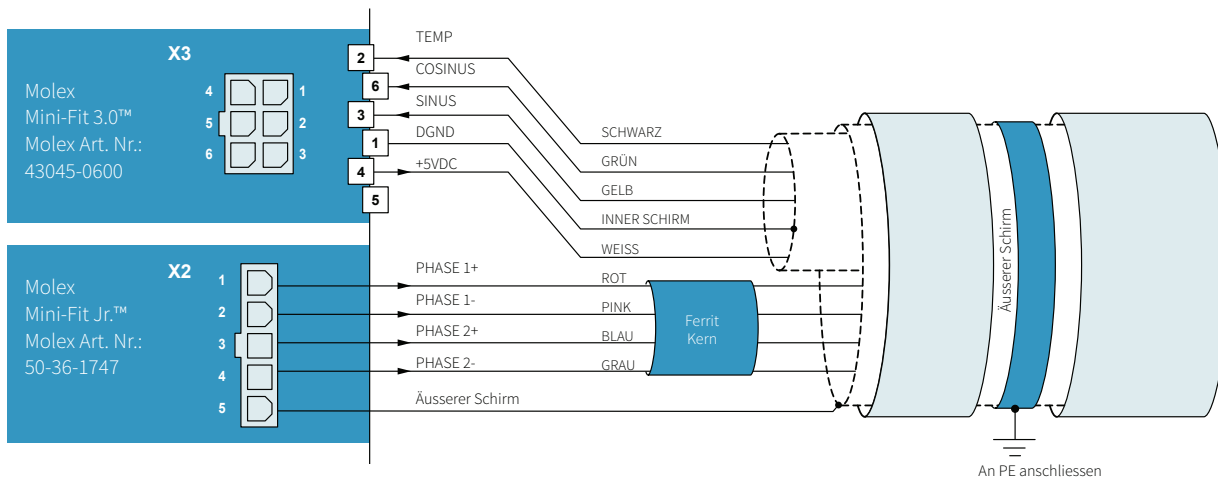 X3
Molex
Mini-Fit 3.0™
Molex Art. Nr.:
43045-0600
4 1
5 2
6 3
2 TEMP
6 COSINUS
3 SINUS
1 DGND
4 +5VDC
5
SCHWARZ
GRÜN
GELB
INNER SCHIRM
WEISS
X2
Molex
Mini-Fit Jr.™
Molex Art. Nr.:
50-36-1747
1
2
3
4
5
PHASE 1+ ROT
PHASE 1- PINK
PHASE 2+ BLAU
PHASE 2- GRAU
Äusserer Schirm
Ferrit
Kern
Äusserer Schirm
An PE anschliessen